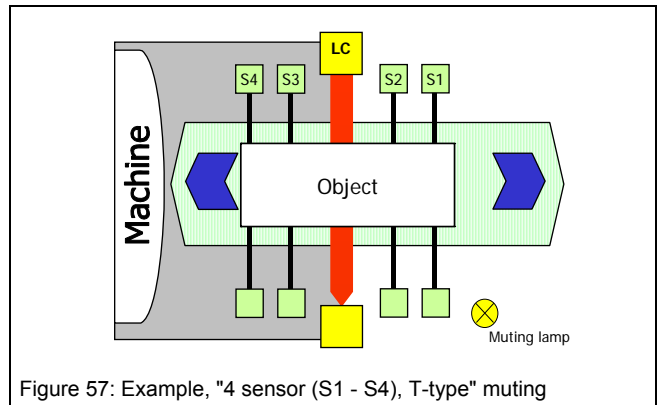 LC
S4 S3 S2 S1
Machine
Object
Muting lamp
Figure 57: Example, "4 sensor (S1 - S4), T-type" muting